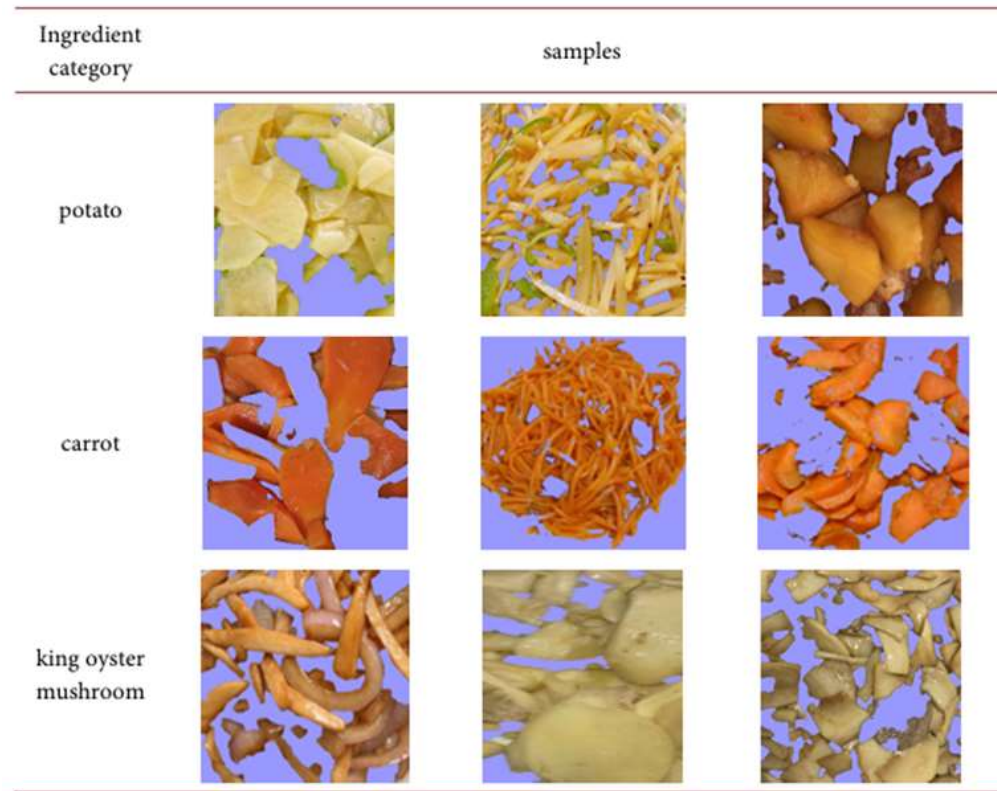 Ingredient
category
samples
potato
carrot
king oyster
mushroom